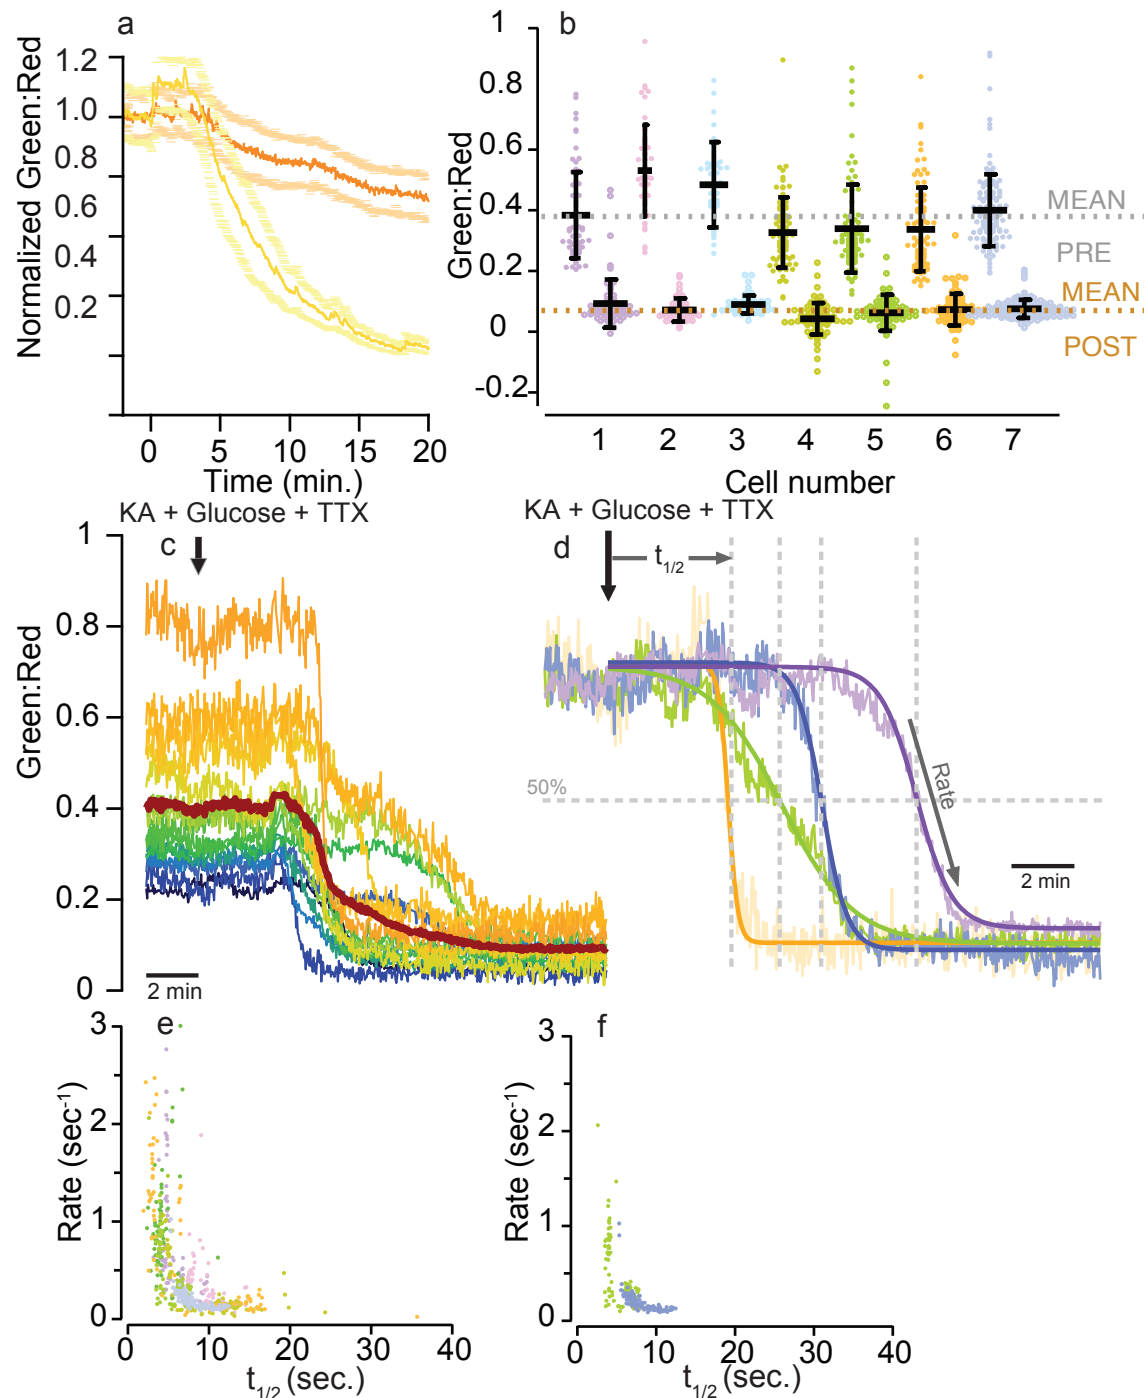 a
1.2
1.0
0.8
0.6
0.4
0.2
Normalized Green:Red
0
5
10
15
20
Time (min.)
b
1
0.8
0.6
0.4
0.2
0
-0.2
Green:Red
MEAN
PRE
MEAN
POST
1
2
3
4
5
6
7
Cell number
KA + Glucose + TTX
c
1
0.8
0.6
0.4
0.2
0
Green:Red
2 min
KA + Glucose + TTX
d
t1/2
50%
Rate
2 min
e
3
2
1
0
Rate (sec-1)
0
10
20
40
t1/2 (sec.)
f
3
2
1
0
Rate (sec-1)
0
10
20
30
40
t1/2 (sec.)